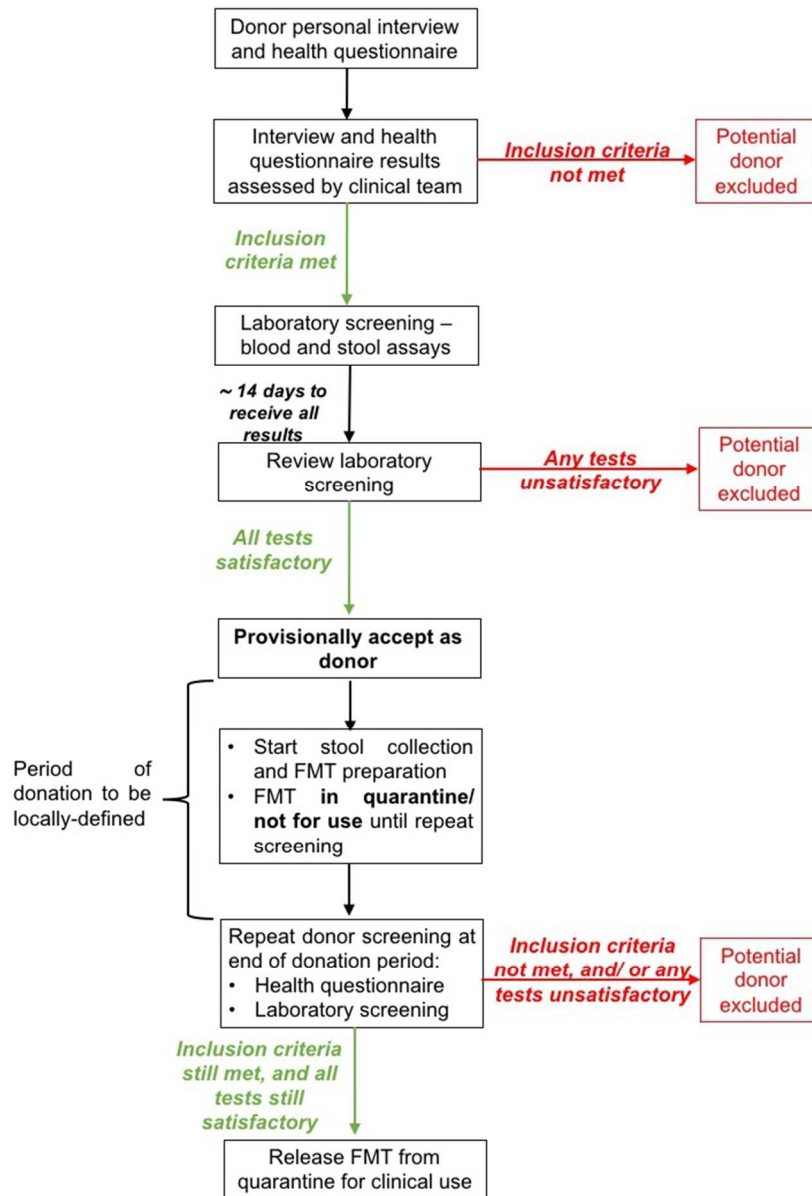 Donor personal interview
and health questionnaire
Interview and health
questionnaire results
assessed by clinical team
Inclusion criteria
not met
Potential
donor
excluded
Inclusion
criteria met
Laboratory screening –
blood and stool assays
~ 14 days to
receive all
results
Review laboratory
screening
Any tests
unsatisfactory
Potential
donor
excluded
All tests
satisfactory
Provisionally accept as
donor
Period of
donation to be
locally-defined
• Start stool collection
and FMT preparation
• FMT in quarantine/
not for use until repeat
screening
Repeat donor screening at
end of donation period:
• Health questionnaire
• Laboratory screening
Inclusion criteria
not met, and/ or any
tests unsatisfactory
Potential
donor
excluded
Inclusion criteria
still met, and all
tests still
satisfactory
Release FMT from
quarantine for clinical use